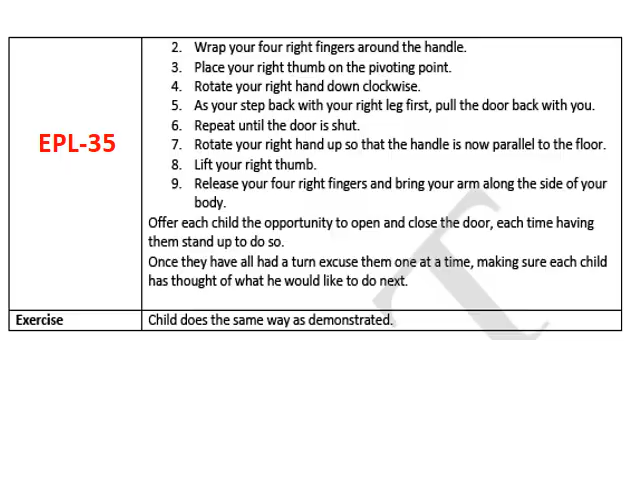 2. Wrap your four right fingers around the handle.
3. Place your right thumb on the pivoting point.
4. Rotate your right hand down clockwise.
5. As your step back with your right leg first, pull the door back with you.
6. Repeat until the door is shut.
EPL-35
7. Rotate your right hand up so that the handle is now parallel to the floor.
8. Lift your right thumb.
9. Release your four right fingers and bring your arm along the side of your
body.
Offer each child the opportunity to open and close the door, each time having
them stand up to do so.
Once they have all had a turn excuse them one at a time, making sure each child
has thought of what he would like to do next.
Exercise
Child does the same way as demonstrated.
T